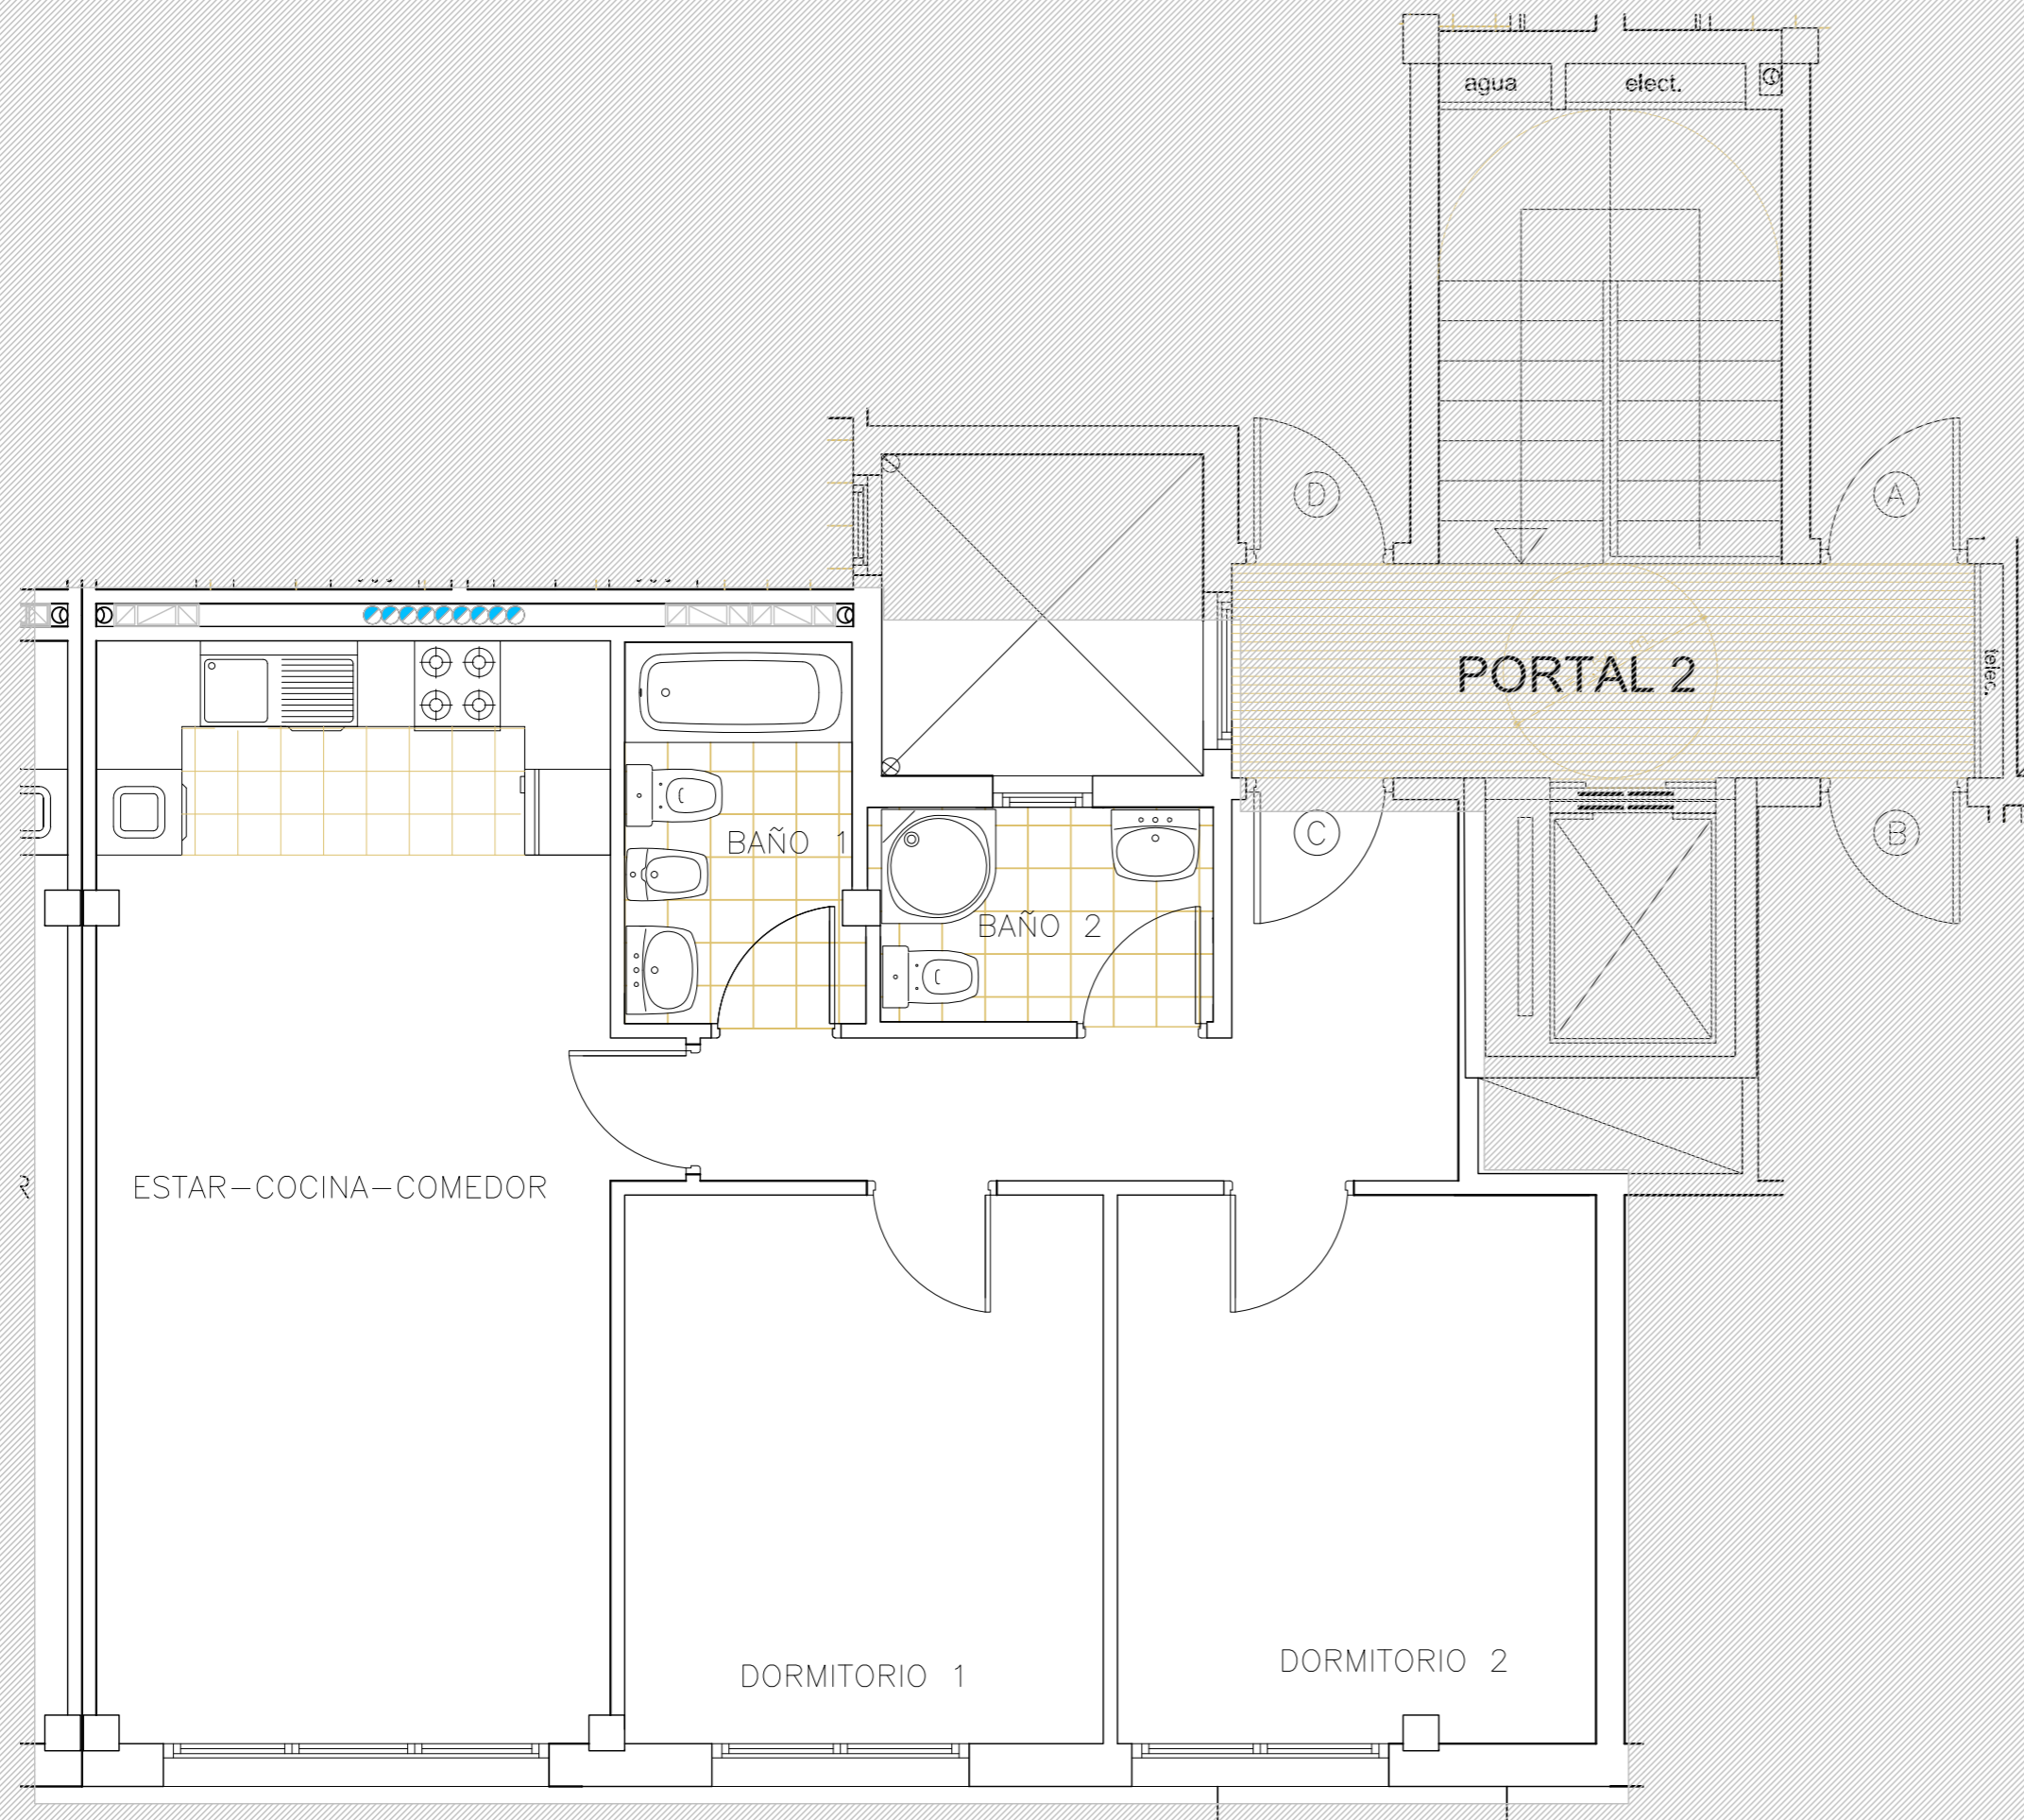 agua
elect.
D
A
PORTAL 2
telec.
C
B
BAÑO 1
BAÑO 2
R
ESTAR-COCINA-COMEDOR
DORMITORIO 1
DORMITORIO 2